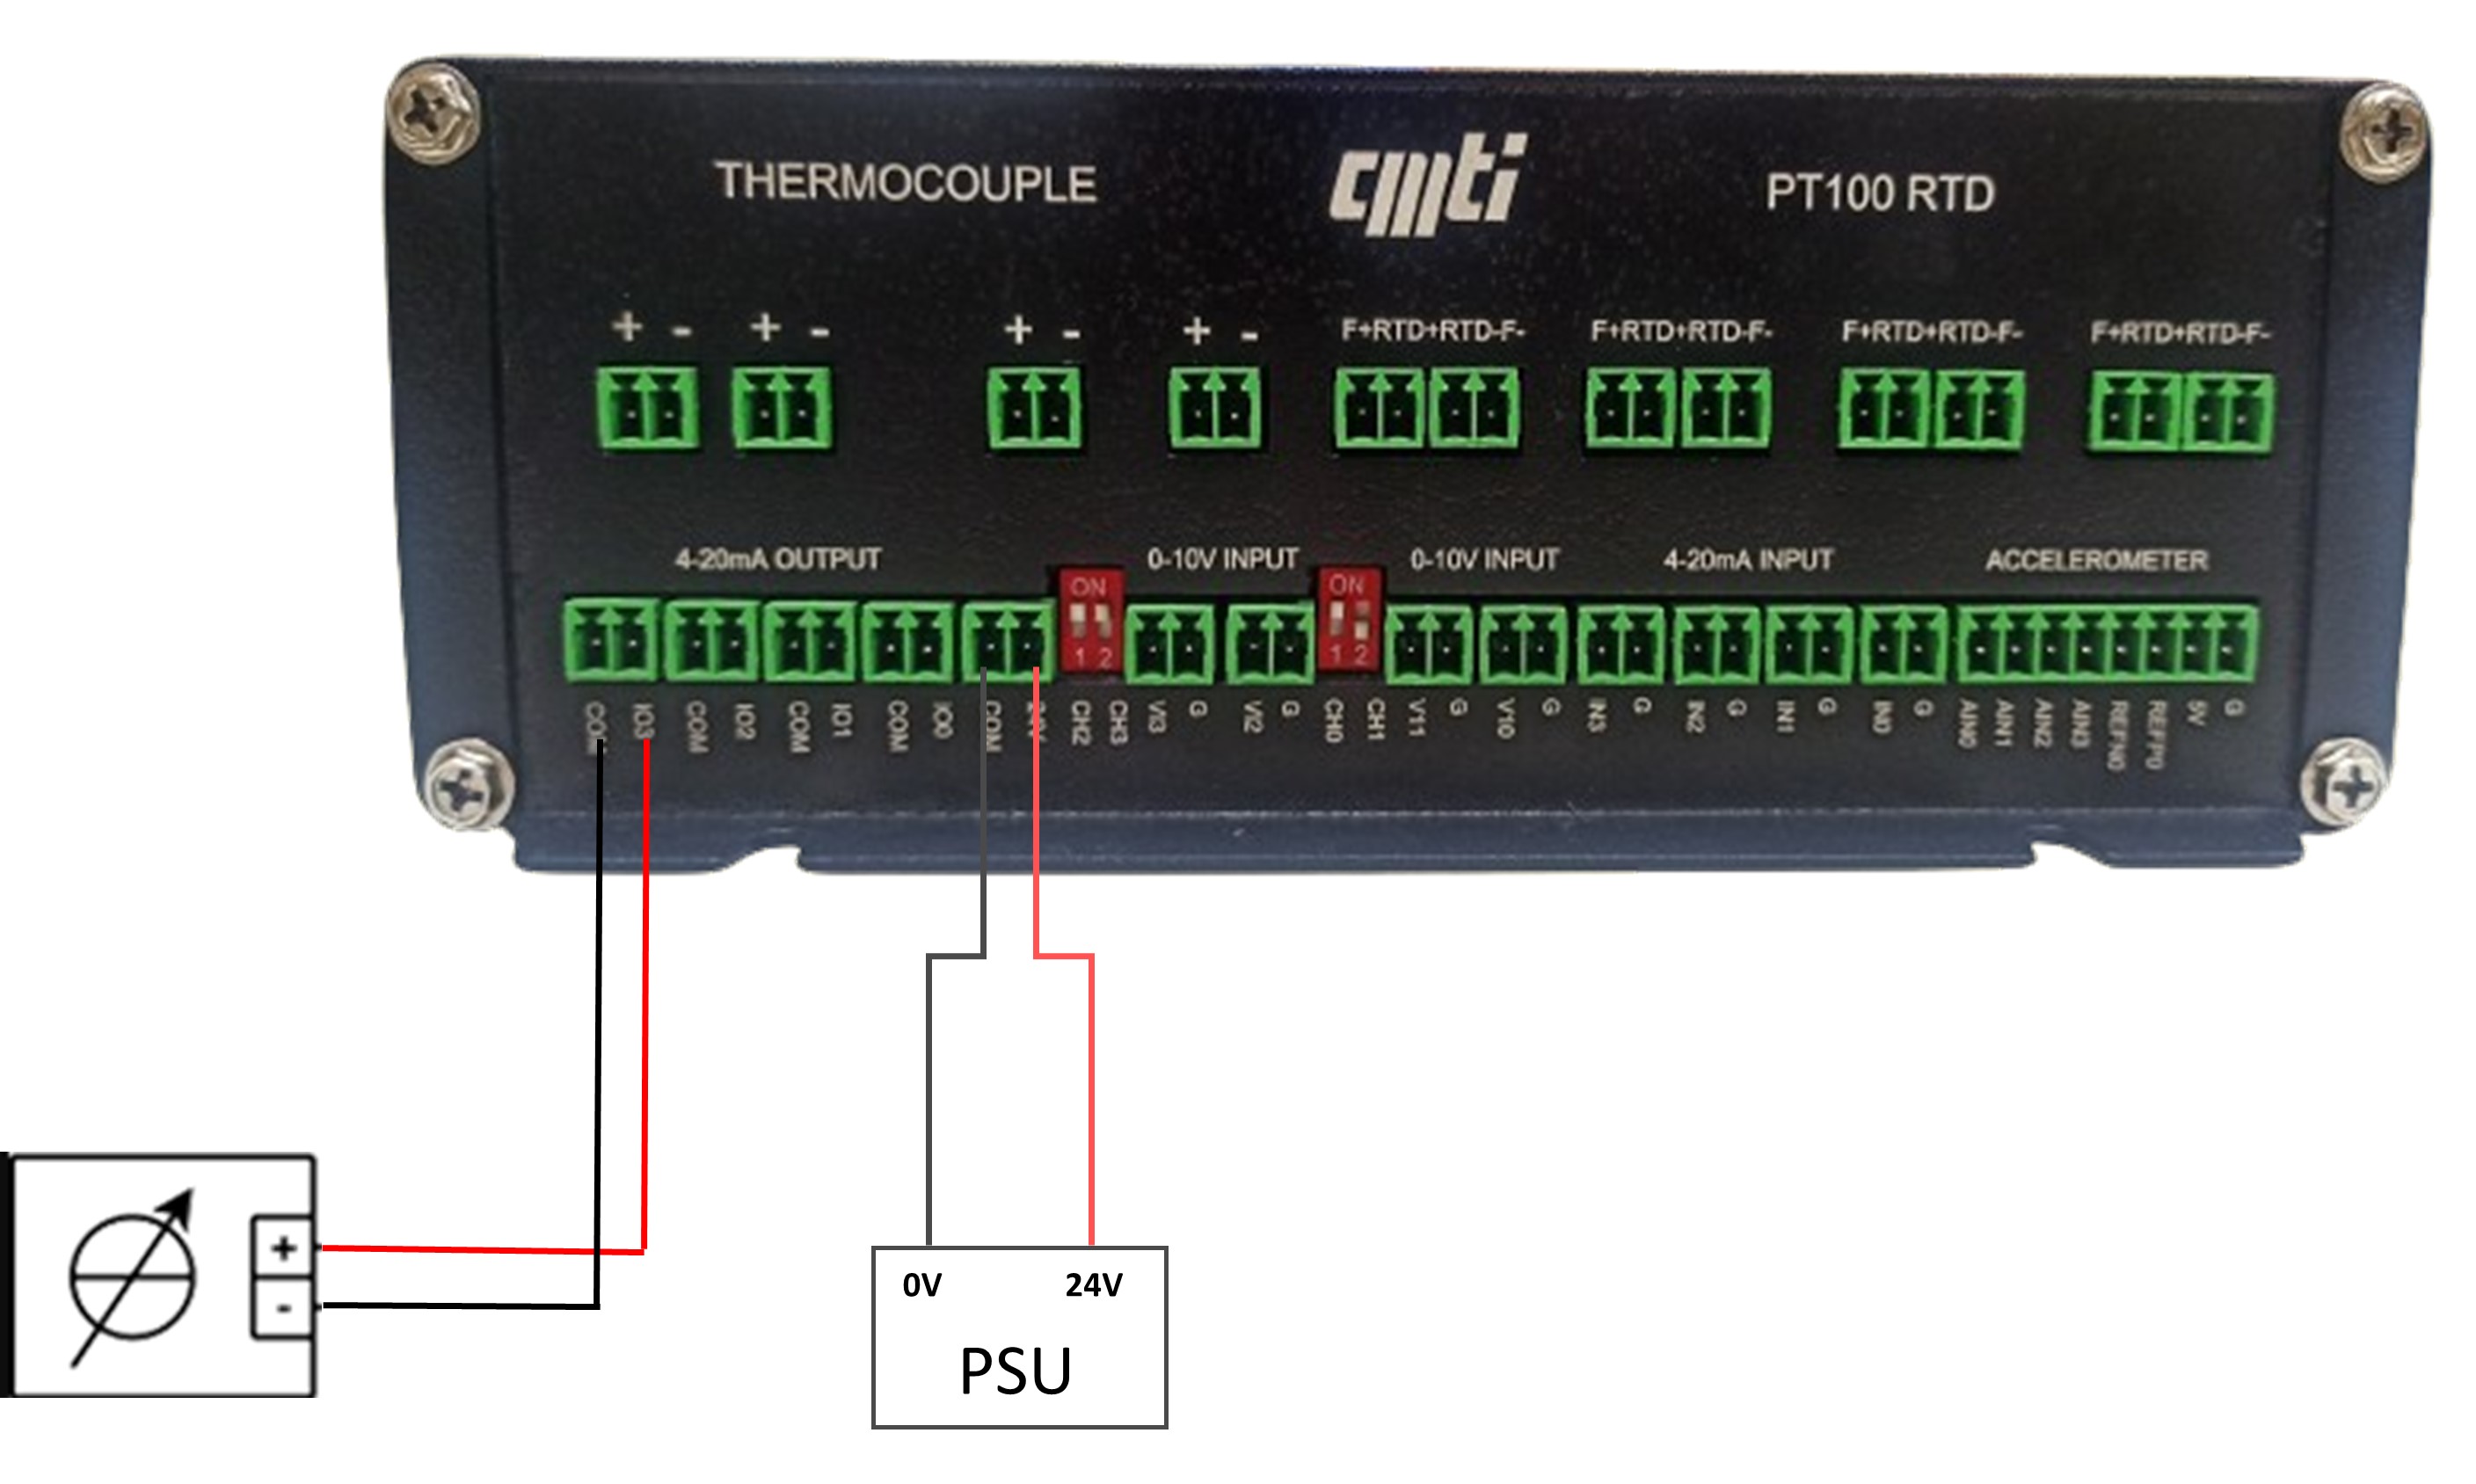 THERMOCOUPLE
cmti
PT100 RTD
+ -
+ -
+ -
+ -
F+RTD+RTD-F-
F+RTD+RTD-F-
F+RTD+RTD-F-
F+RTD+RTD-F-
4-20mA OUTPUT
0-10V INPUT
0-10V INPUT
4-20mA INPUT
ACCELEROMETER
ON
1 2
ON
1 2
IO3
COM
IO2
COM
IO1
COM
IO0
COM
CH2
CH3
VI3
G
VI2
G
CH0
CH1
V11
G
V10
G
IN3
G
IN2
G
IN1
G
IN0
G
AIN0
AIN1
AIN2
AIN3
REFN0
REFP0
5V
G
+
-
0V
24V
PSU